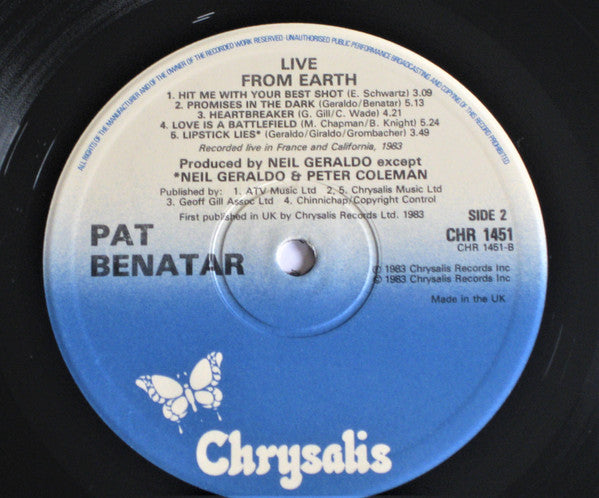 ALL RIGHTS OF THE MANUFACTURER AND OF THE OWNER OF THE RECORDED WORK RESERVED. UNAUTHORISED PUBLIC PERFORMANCE BROADCASTING AND COPYING OF THIS RECORD PROHIBITED
LIVE
FROM EARTH
1. HIT ME WITH YOUR BEST SHOT (E. Schwartz) 3.09
2. PROMISES IN THE DARK (Geraldo/Benatar) 5.13
3. HEARTBREAKER (G. Gill/C. Wade) 4.21
4. LOVE IS A BATTLEFIELD (M. Chapman/B. Knight) 5.24
5. LIPSTICK LIES* (Geraldo/Giraldo/Grombacher) 3.49
Recorded live in France and California, 1983
Produced by NEIL GERALDO except
*NEIL GERALDO & PETER COLEMAN
Published by: 1. ATV Music Ltd 2, 5. Chrysalis Music Ltd
3. Geoff Gill Assoc Ltd 4. Chinnichap/Copyright Control
First published in UK by Chrysalis Records Ltd. 1983
SIDE 2
CHR 1451
CHR 1451-B
PAT
BENATAR
℗ 1983 Chrysalis Records Inc
© 1983 Chrysalis Records Inc
Made in the UK
Chrysalis